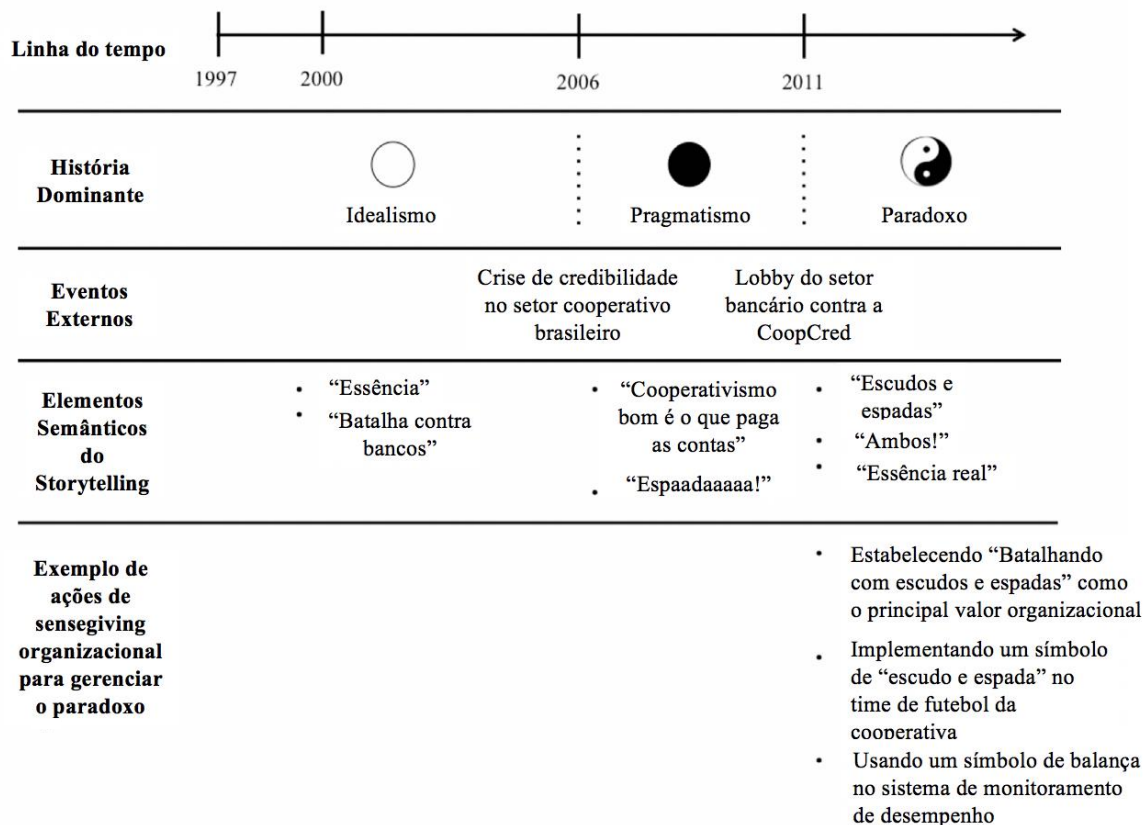 Linha do tempo
1997
2000
2006
2011
História
Dominante
Idealismo
Pragmatismo
Paradoxo
Eventos
Externos
Crise de credibilidade
no setor cooperativo
brasileiro
Lobby do setor
bancário contra a
CoopCred
Elementos
Semânticos
do
Storytelling
• “Essência”
• “Batalha contra
bancos”
• “Cooperativismo
bom é o que paga
as contas”
• “Espaadaaaaa!”
• “Escudos e
espadas”
• “Ambos!”
• “Essência real”
Exemplo de
ações de
sensegiving
organizacional
para gerenciar
o paradoxo
• Estabelecendo “Batalhando
com escudos e espadas” como
o principal valor organizacional
• Implementando um símbolo
de “escudo e espada” no
time de futebol da
cooperativa
• Usando um símbolo de balança
no sistema de monitoramento
de desempenho